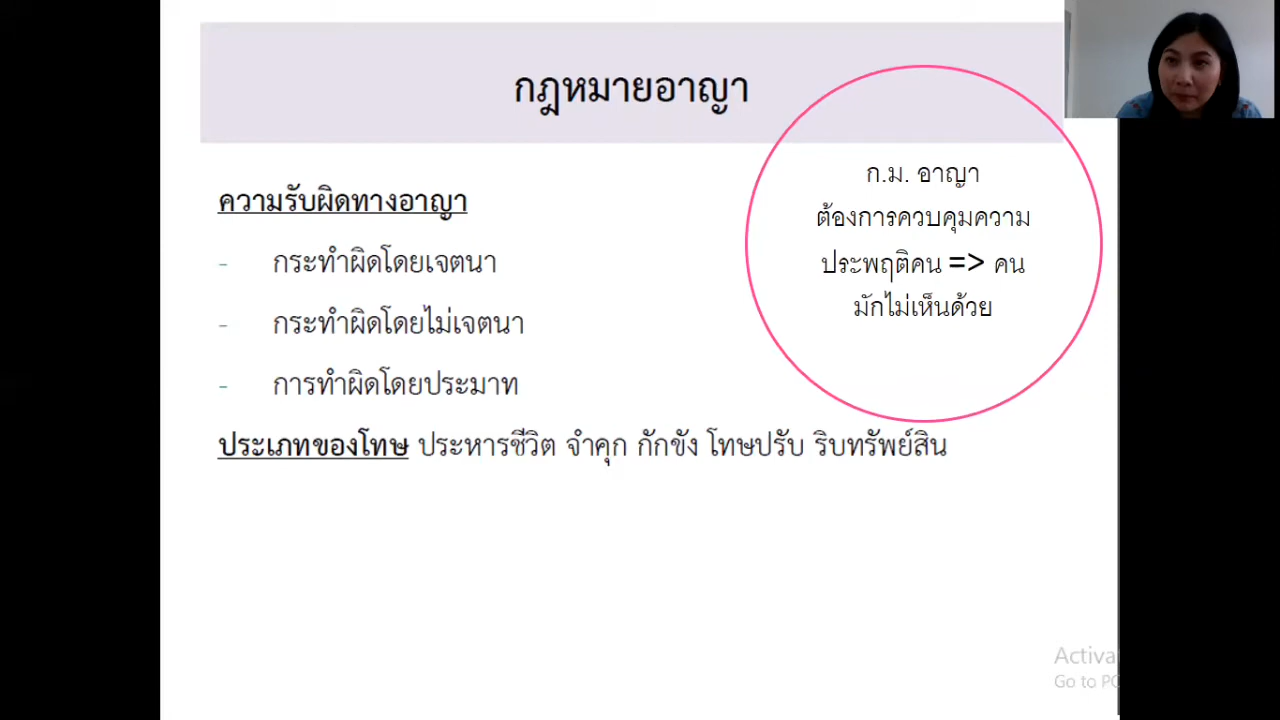 กฎหมายอาญา
ความรับผิดทางอาญา
- กระทำผิดโดยเจตนา
- กระทำผิดโดยไม่เจตนา
- การทำผิดโดยประมาท
ประเภทของโทษ ประหารชีวิต จำคุก กักขัง โทษปรับ ริบทรัพย์สิน
ก.ม. อาญา
ต้องการควบคุมความ
ประพฤติคน => คน
มักไม่เห็นด้วย
Activa
Go to PC